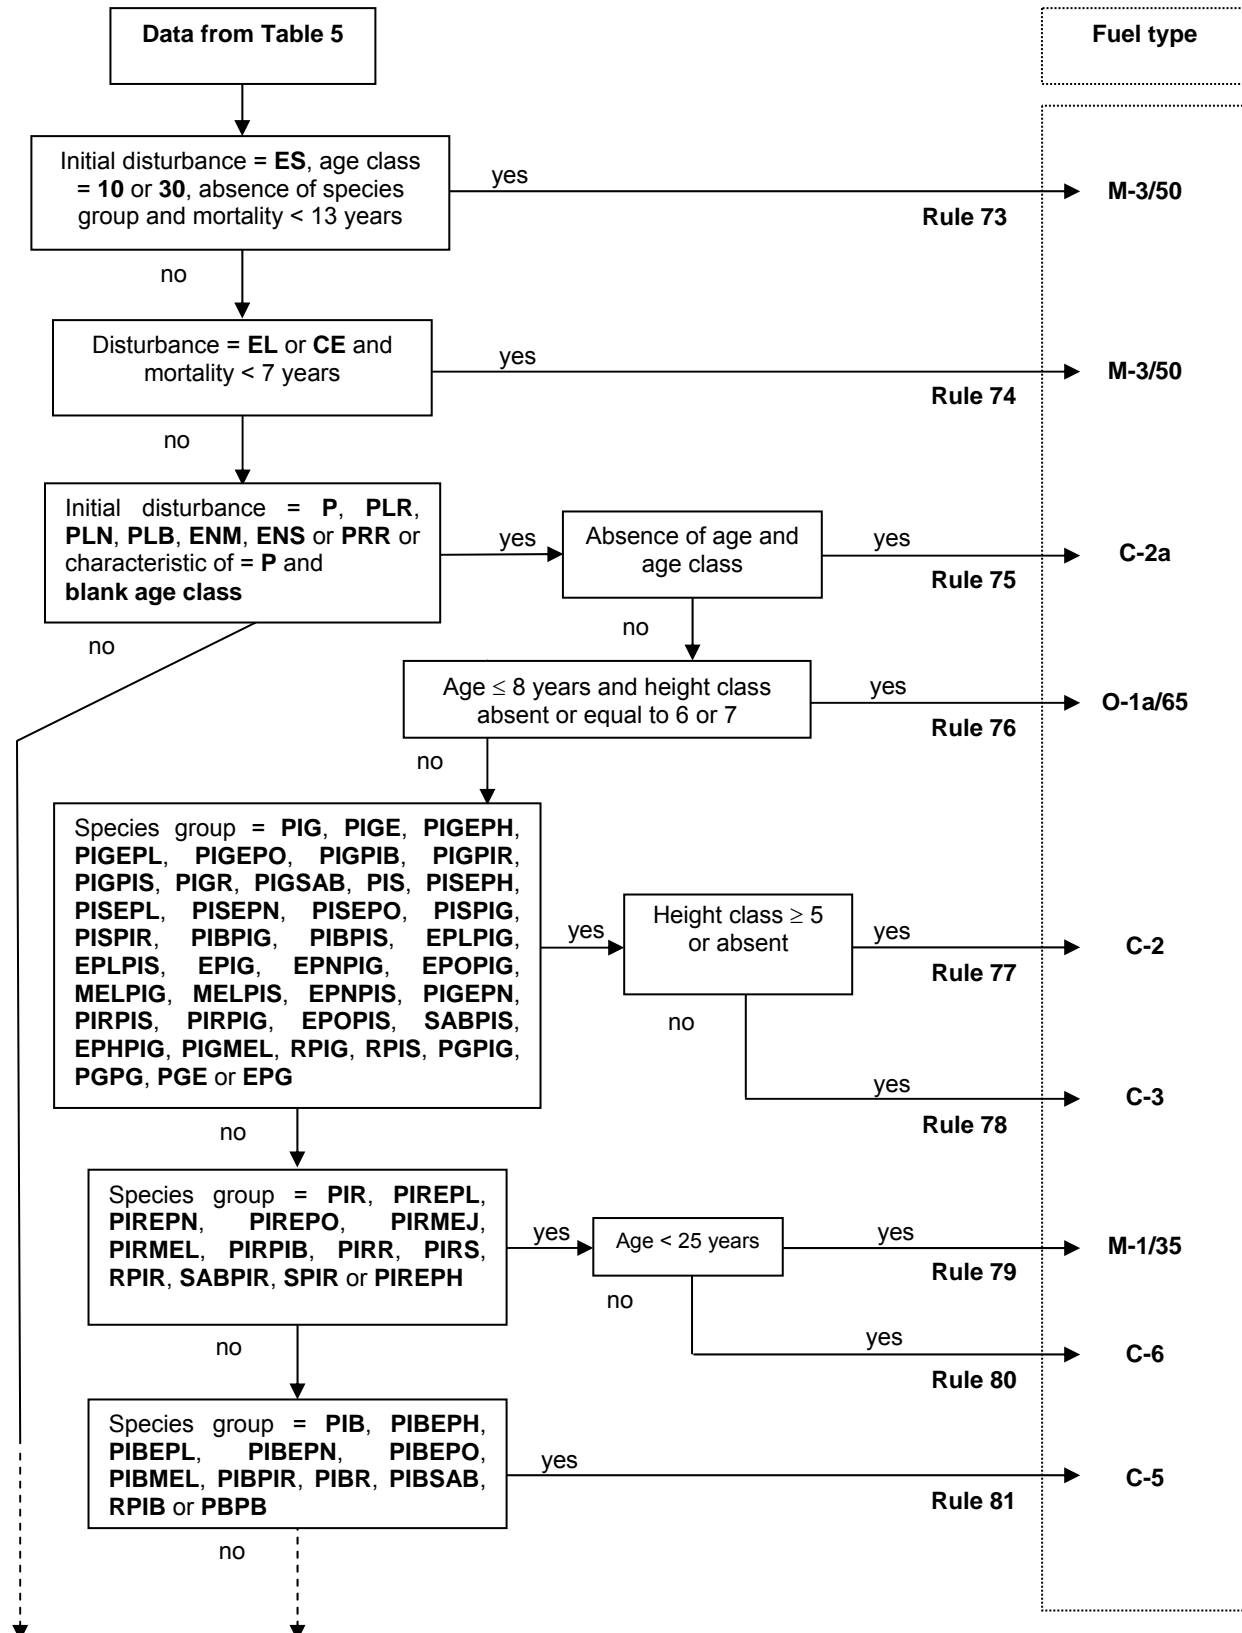 Data from Table 5
Fuel type
Initial disturbance = ES, age class
= 10 or 30, absence of species
group and mortality < 13 years
yes
Rule 73
M-3/50
no
Disturbance = EL or CE and
mortality < 7 years
yes
Rule 74
M-3/50
no
Initial disturbance = P, PLR,
PLN, PLB, ENM, ENS or PRR or
characteristic of = P and
blank age class
yes
Absence of age and
age class
yes
Rule 75
C-2a
no
no
Age ≤ 8 years and height class
absent or equal to 6 or 7
yes
Rule 76
O-1a/65
no
Species group = PIG, PIGE, PIGEPH,
PIGEPL, PIGEPO, PIGPIB, PIGPIR,
PIGPIS, PIGR, PIGSAB, PIS, PISEPH,
PISEPL, PISEPN, PISEPO, PISPIG,
PISPIR, PIBPIG, PIBPIS, EPLPIG,
EPLPIS, EPIG, EPNPIG, EPOPIG,
MELPIG, MELPIS, EPNPIS, PIGEPN,
PIRPIS, PIRPIG, EPOPIS, SABPIS,
EPHPIG, PIGMEL, RPIG, RPIS, PGPIG,
PGPG, PGE or EPG
yes
Height class ≥ 5
or absent
yes
Rule 77
C-2
no
yes
Rule 78
C-3
no
Species group = PIR, PIREPL,
PIREPN, PIREPO, PIRMEJ,
PIRMEL, PIRPIB, PIRR, PIRS,
RPIR, SABPIR, SPIR or PIREPH
yes
Age < 25 years
yes
Rule 79
M-1/35
no
yes
Rule 80
C-6
no
Species group = PIB, PIBEPH,
PIBEPL, PIBEPN, PIBEPO,
PIBMEL, PIBPIR, PIBR, PIBSAB,
RPIB or PBPB
yes
Rule 81
C-5
no